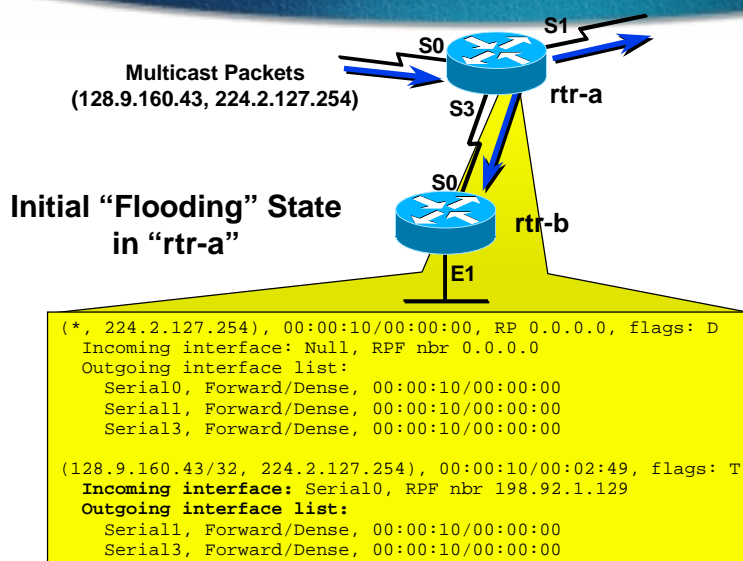 S1
S0
Multicast Packets
(128.9.160.43, 224.2.127.254)
rtr-a
S3
S0
Initial “Flooding” State
in “rtr-a”
rtr-b
E1
(*, 224.2.127.254), 00:00:10/00:00:00, RP 0.0.0.0, flags: D
Incoming interface: Null, RPF nbr 0.0.0.0
Outgoing interface list:
Serial0, Forward/Dense, 00:00:10/00:00:00
Serial1, Forward/Dense, 00:00:10/00:00:00
Serial3, Forward/Dense, 00:00:10/00:00:00
(128.9.160.43/32, 224.2.127.254), 00:00:10/00:02:49, flags: T
Incoming interface: Serial0, RPF nbr 198.92.1.129
Outgoing interface list:
Serial1, Forward/Dense, 00:00:10/00:00:00
Serial3, Forward/Dense, 00:00:10/00:00:00